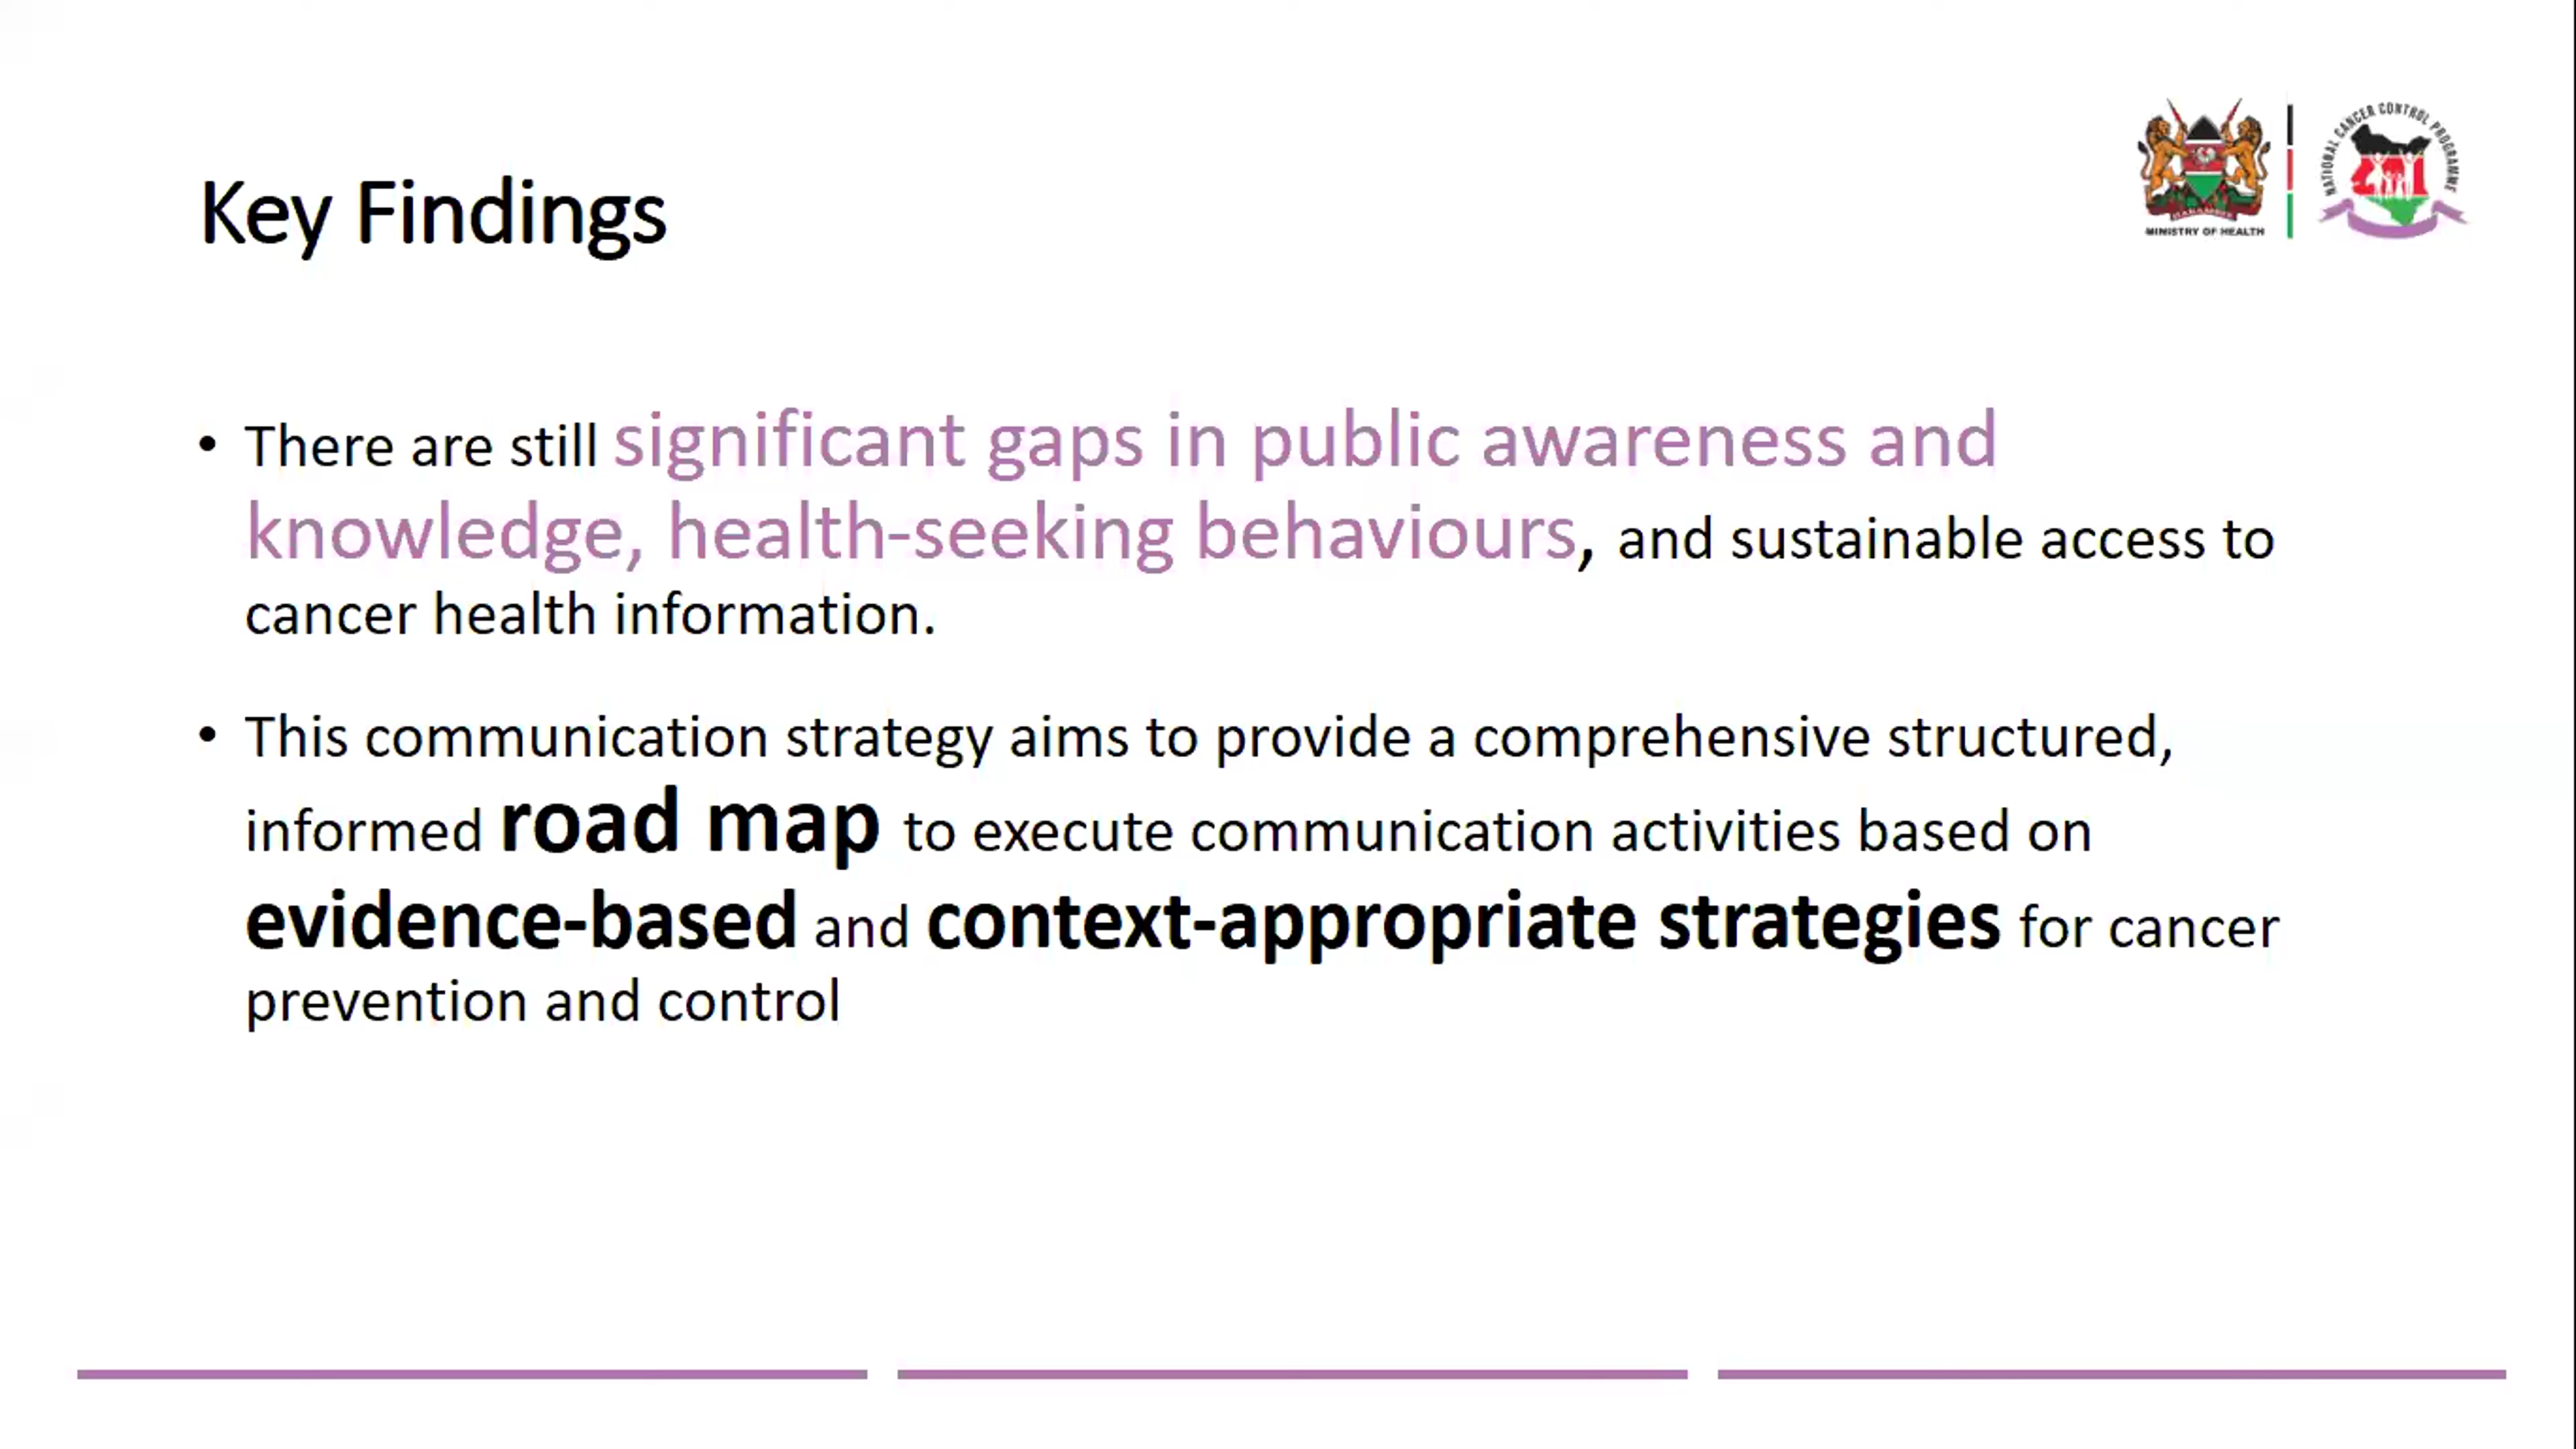 Key Findings
MINISTRY OF HEALTH
NATIONAL CANCER CONTROL PROGRAMME
• There are still significant gaps in public awareness and
knowledge, health-seeking behaviours, and sustainable access to
cancer health information.
• This communication strategy aims to provide a comprehensive structured,
informed road map to execute communication activities based on
evidence-based and context-appropriate strategies for cancer
prevention and control